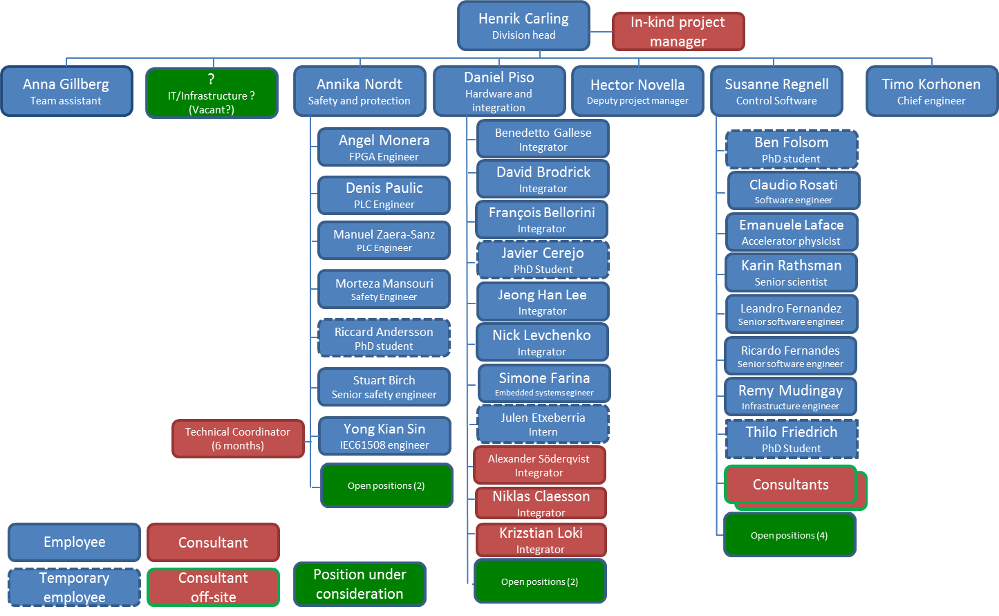 Henrik Carling
Division head
In-kind project
manager
Anna Gillberg
Team assistant
?
IT/Infrastructure ?
(Vacant?)
Annika Nordt
Safety and protection
Daniel Piso
Hardware and
integration
Hector Novella
Deputy project manager
Susanne Regnell
Control Software
Timo Korhonen
Chief engineer
Angel Monera
FPGA Engineer
Denis Paulic
PLC Engineer
Manuel Zaera-Sanz
PLC Engineer
Morteza Mansouri
Safety Engineer
Riccard Andersson
PhD student
Stuart Birch
Senior safety engineer
Technical Coordinator
(6 months)
Yong Kian Sin
IEC61508 engineer
Open positions (2)
Benedetto Gallese
Integrator
David Brodrick
Integrator
François Bellorini
Integrator
Javier Cerejo
PhD Student
Jeong Han Lee
Integrator
Nick Levchenko
Integrator
Simone Farina
Embedded systems egineer
Julen Etxeberria
Intern
Alexander Söderqvist
Integrator
Niklas Claesson
Integrator
Krizstian Loki
Integrator
Open positions (2)
Ben Folsom
PhD student
Claudio Rosati
Software engineer
Emanuele Laface
Accelerator physicist
Karin Rathsman
Senior scientist
Leandro Fernandez
Senior software engineer
Ricardo Fernandes
Senior software engineer
Remy Mudingay
Infrastructure engineer
Thilo Friedrich
PhD Student
Consultants
Open positions (4)
Employee
Consultant
Temporary
employee
Consultant
off-site
Position under
consideration